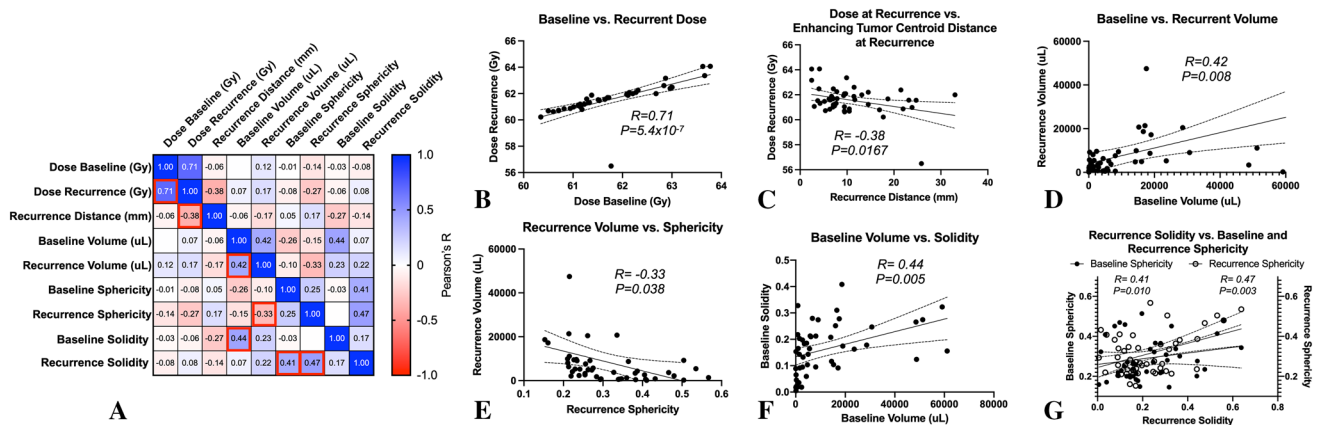 Dose Baseline (Gy)
Dose Recurrence (Gy)
Recurrence Distance (mm)
Baseline Volume (uL)
Recurrence Volume (uL)
Baseline Sphericity
Recurrence Sphericity
Baseline Solidity
Recurrence Solidity
Dose Baseline (Gy) 1.00 0.71 -0.06 0.12 -0.01 -0.14 -0.03 -0.08
Dose Recurrence (Gy) 0.71 1.00 -0.38 0.07 0.17 -0.08 -0.27 -0.06 0.08
Recurrence Distance (mm) -0.06 -0.38 1.00 -0.06 -0.17 0.05 0.17 -0.27 -0.14
Baseline Volume (uL) 0.07 -0.06 1.00 0.42 -0.26 -0.15 0.44 0.07
Recurrence Volume (uL) 0.12 0.17 -0.17 0.42 1.00 -0.10 -0.33 0.23 0.22
Baseline Sphericity -0.01 -0.08 0.05 -0.26 -0.10 1.00 0.25 0.41
Recurrence Sphericity -0.14 -0.27 0.17 -0.15 -0.33 0.25 1.00 0.47
Baseline Solidity -0.03 -0.06 -0.27 0.44 0.23 1.00 0.17
Recurrence Solidity -0.08 0.08 -0.14 0.07 0.22 0.41 0.47 0.17 1.00
1.0
0.5
0
-0.5
-1.0
Pearson's R
A
Baseline vs. Recurrent Dose
Dose Recurrence (Gy)
66
64
62
60
58
56
R=0.71
P=5.4x10-7
60 61 62 63 64
Dose Baseline (Gy)
B
Dose at Recurrence vs.
Enhancing Tumor Centroid Distance
at Recurrence
Dose Recurrence (Gy)
66
64
62
60
58
56
R= -0.38
P=0.0167
0 10 20 30 40
Recurrence Distance (mm)
C
Baseline vs. Recurrent Volume
Recurrence Volume (uL)
60000
40000
20000
0
R=0.42
P=0.008
0 20000 40000 60000
Baseline Volume (uL)
D
Recurrence Volume vs. Sphericity
Recurrence Volume (uL)
60000
40000
20000
0
R= -0.33
P=0.038
0.1 0.2 0.3 0.4 0.5 0.6
Recurrence Sphericity
E
Baseline Volume vs. Solidity
Baseline Solidity
0.5
0.4
0.3
0.2
0.1
0.0
R= 0.44
P=0.005
0 20000 40000 60000 80000
Baseline Volume (uL)
F
Recurrence Solidity vs. Baseline and
Recurrence Sphericity
Baseline Sphericity
Recurrence Sphericity
R= 0.41
P=0.010
R= 0.47
P=0.003
Baseline Sphericity
0.6
0.4
0.2
Recurrence Sphericity
0.6
0.4
0.2
0.0 0.2 0.4 0.6 0.8
Recurrence Solidity
G